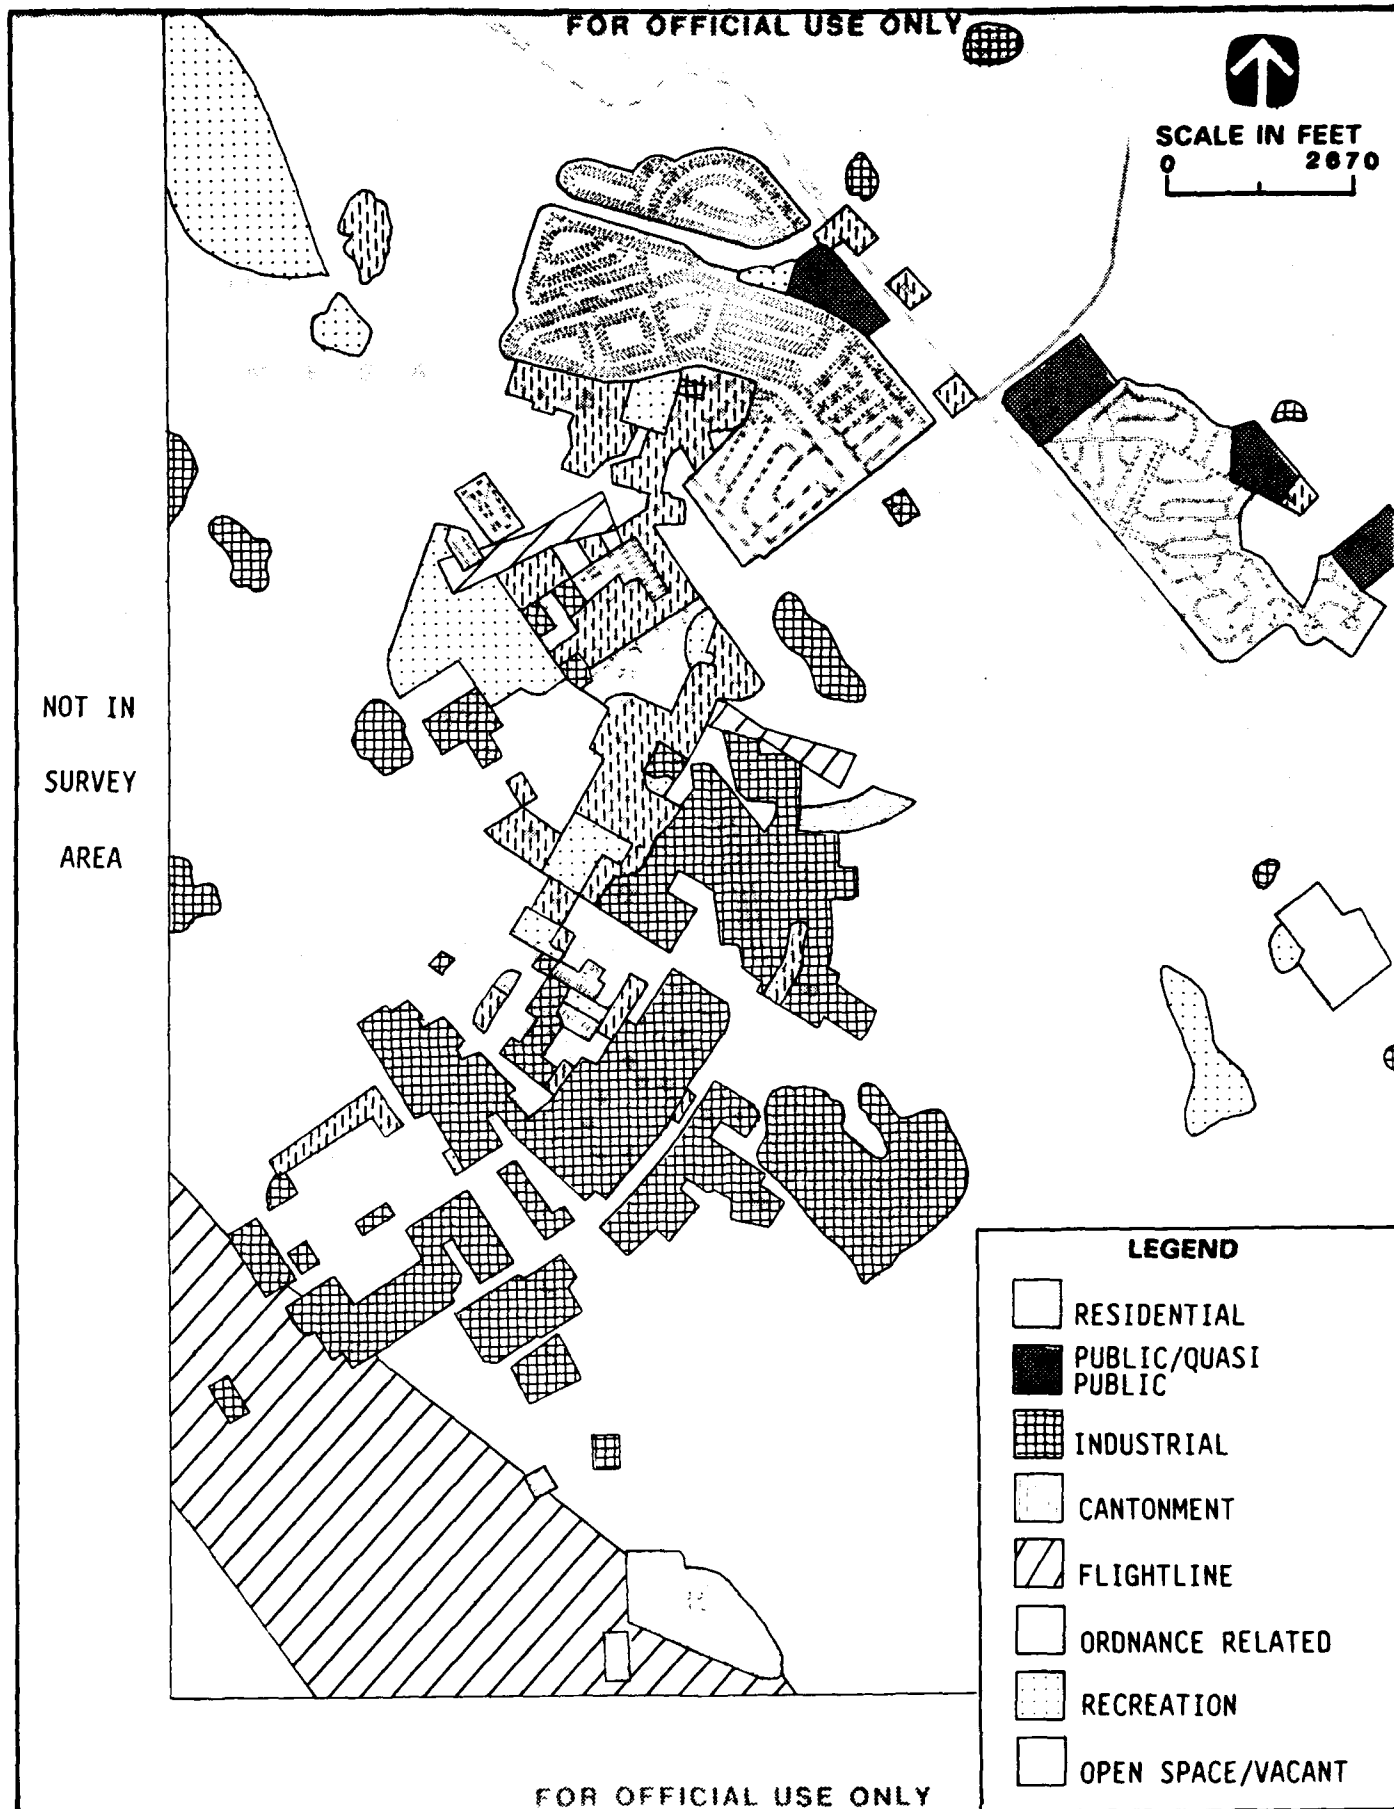 FOR OFFICIAL USE ONLY
SCALE IN FEET
0 2670
NOT IN
SURVEY
AREA
LEGEND
RESIDENTIAL
PUBLIC/QUASI
PUBLIC
INDUSTRIAL
CANTONMENT
FLIGHTLINE
ORDNANCE RELATED
RECREATION
OPEN SPACE/VACANT
FOR OFFICIAL USE ONLY